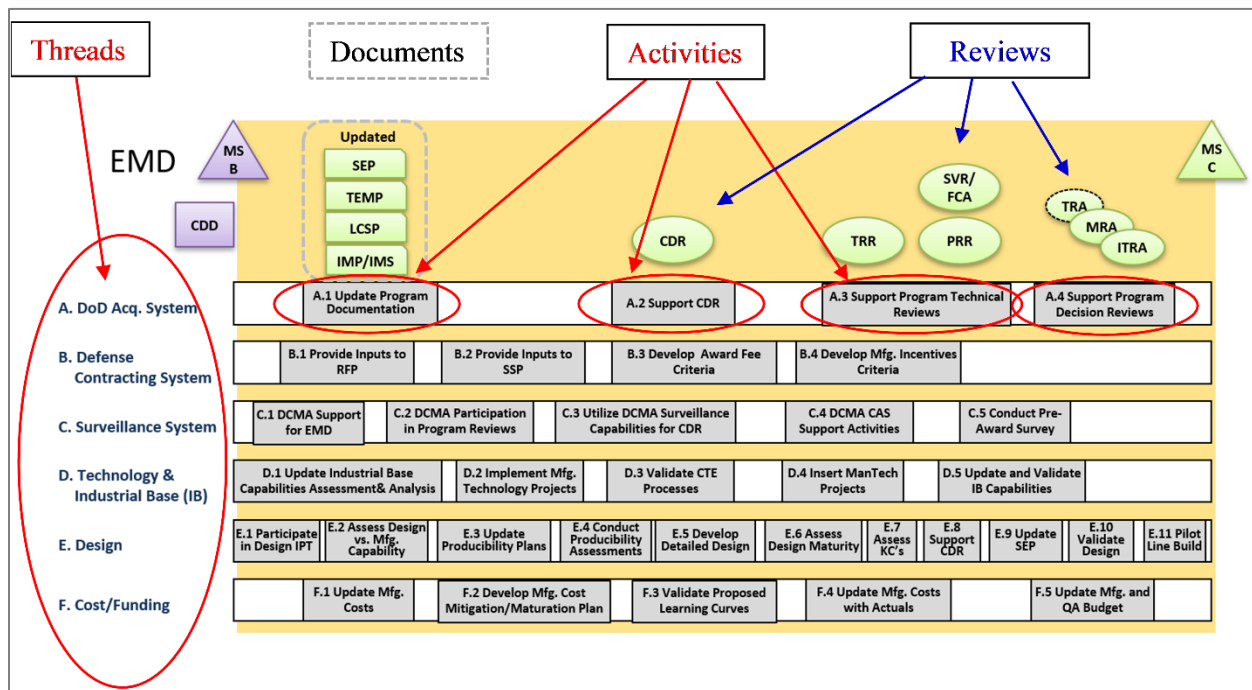 Threads
Documents
Activities
Reviews
EMD
MS
B
CDD
Updated
SEP
TEMP
LCSP
IMP/IMS
CDR
TRR
SVR/
FCA
PRR
TRA
MRA
ITRA
MS
C
A. DoD Acq. System
A.1 Update Program
Documentation
A.2 Support CDR
A.3 Support Program Technical
Reviews
A.4 Support Program
Decision Reviews
B. Defense
Contracting System
B.1 Provide Inputs to
RFP
B.2 Provide Inputs to
SSP
B.3 Develop Award Fee
Criteria
B.4 Develop Mfg. Incentives
Criteria
C. Surveillance System
C.1 DCMA Support
for EMD
C.2 DCMA Participation
in Program Reviews
C.3 Utilize DCMA Surveillance
Capabilities for CDR
C.4 DCMA CAS
Support Activities
C.5 Conduct Pre-
Award Survey
D. Technology &
Industrial Base (IB)
D.1 Update Industrial Base
Capabilities Assessment& Analysis
D.2 Implement Mfg.
Technology Projects
D.3 Validate CTE
Processes
D.4 Insert ManTech
Projects
D.5 Update and Validate
IB Capabilities
E. Design
E.1 Participate
in Design IPT
E.2 Assess Design
vs. Mfg.
Capability
E.3 Update
Producibility Plans
E.4 Conduct
Producibility
Assessments
E.5 Develop
Detailed Design
E.6 Assess
Design Maturity
E.7
Assess
KC's
E.8
Support
CDR
E.9 Update
SEP
E.10
Validate
Design
E.11 Pilot
Line Build
F. Cost/Funding
F.1 Update Mfg.
Costs
F.2 Develop Mfg. Cost
Mitigation/Maturation Plan
F.3 Validate Proposed
Learning Curves
F.4 Update Mfg. Costs
with Actuals
F.5 Update Mfg. and
QA Budget